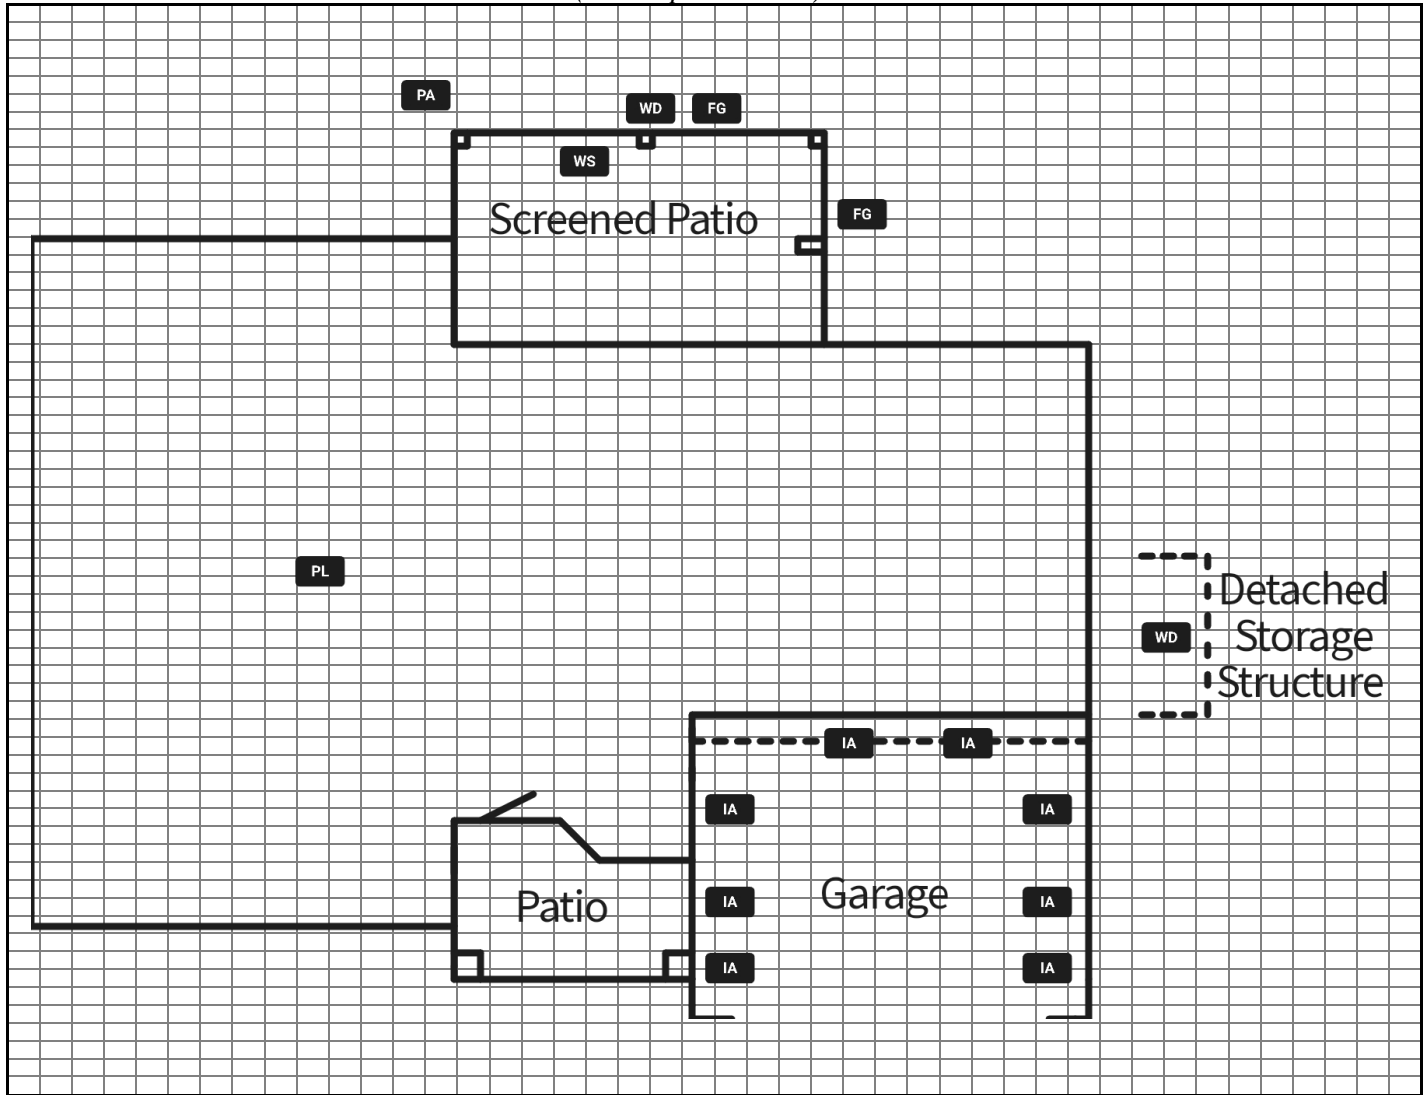 PA
WD FG
WS
Screened Patio
FG
PL
Detached
Storage
Structure
WD
IA IA
IA IA
Garage
IA IA
Patio
IA IA